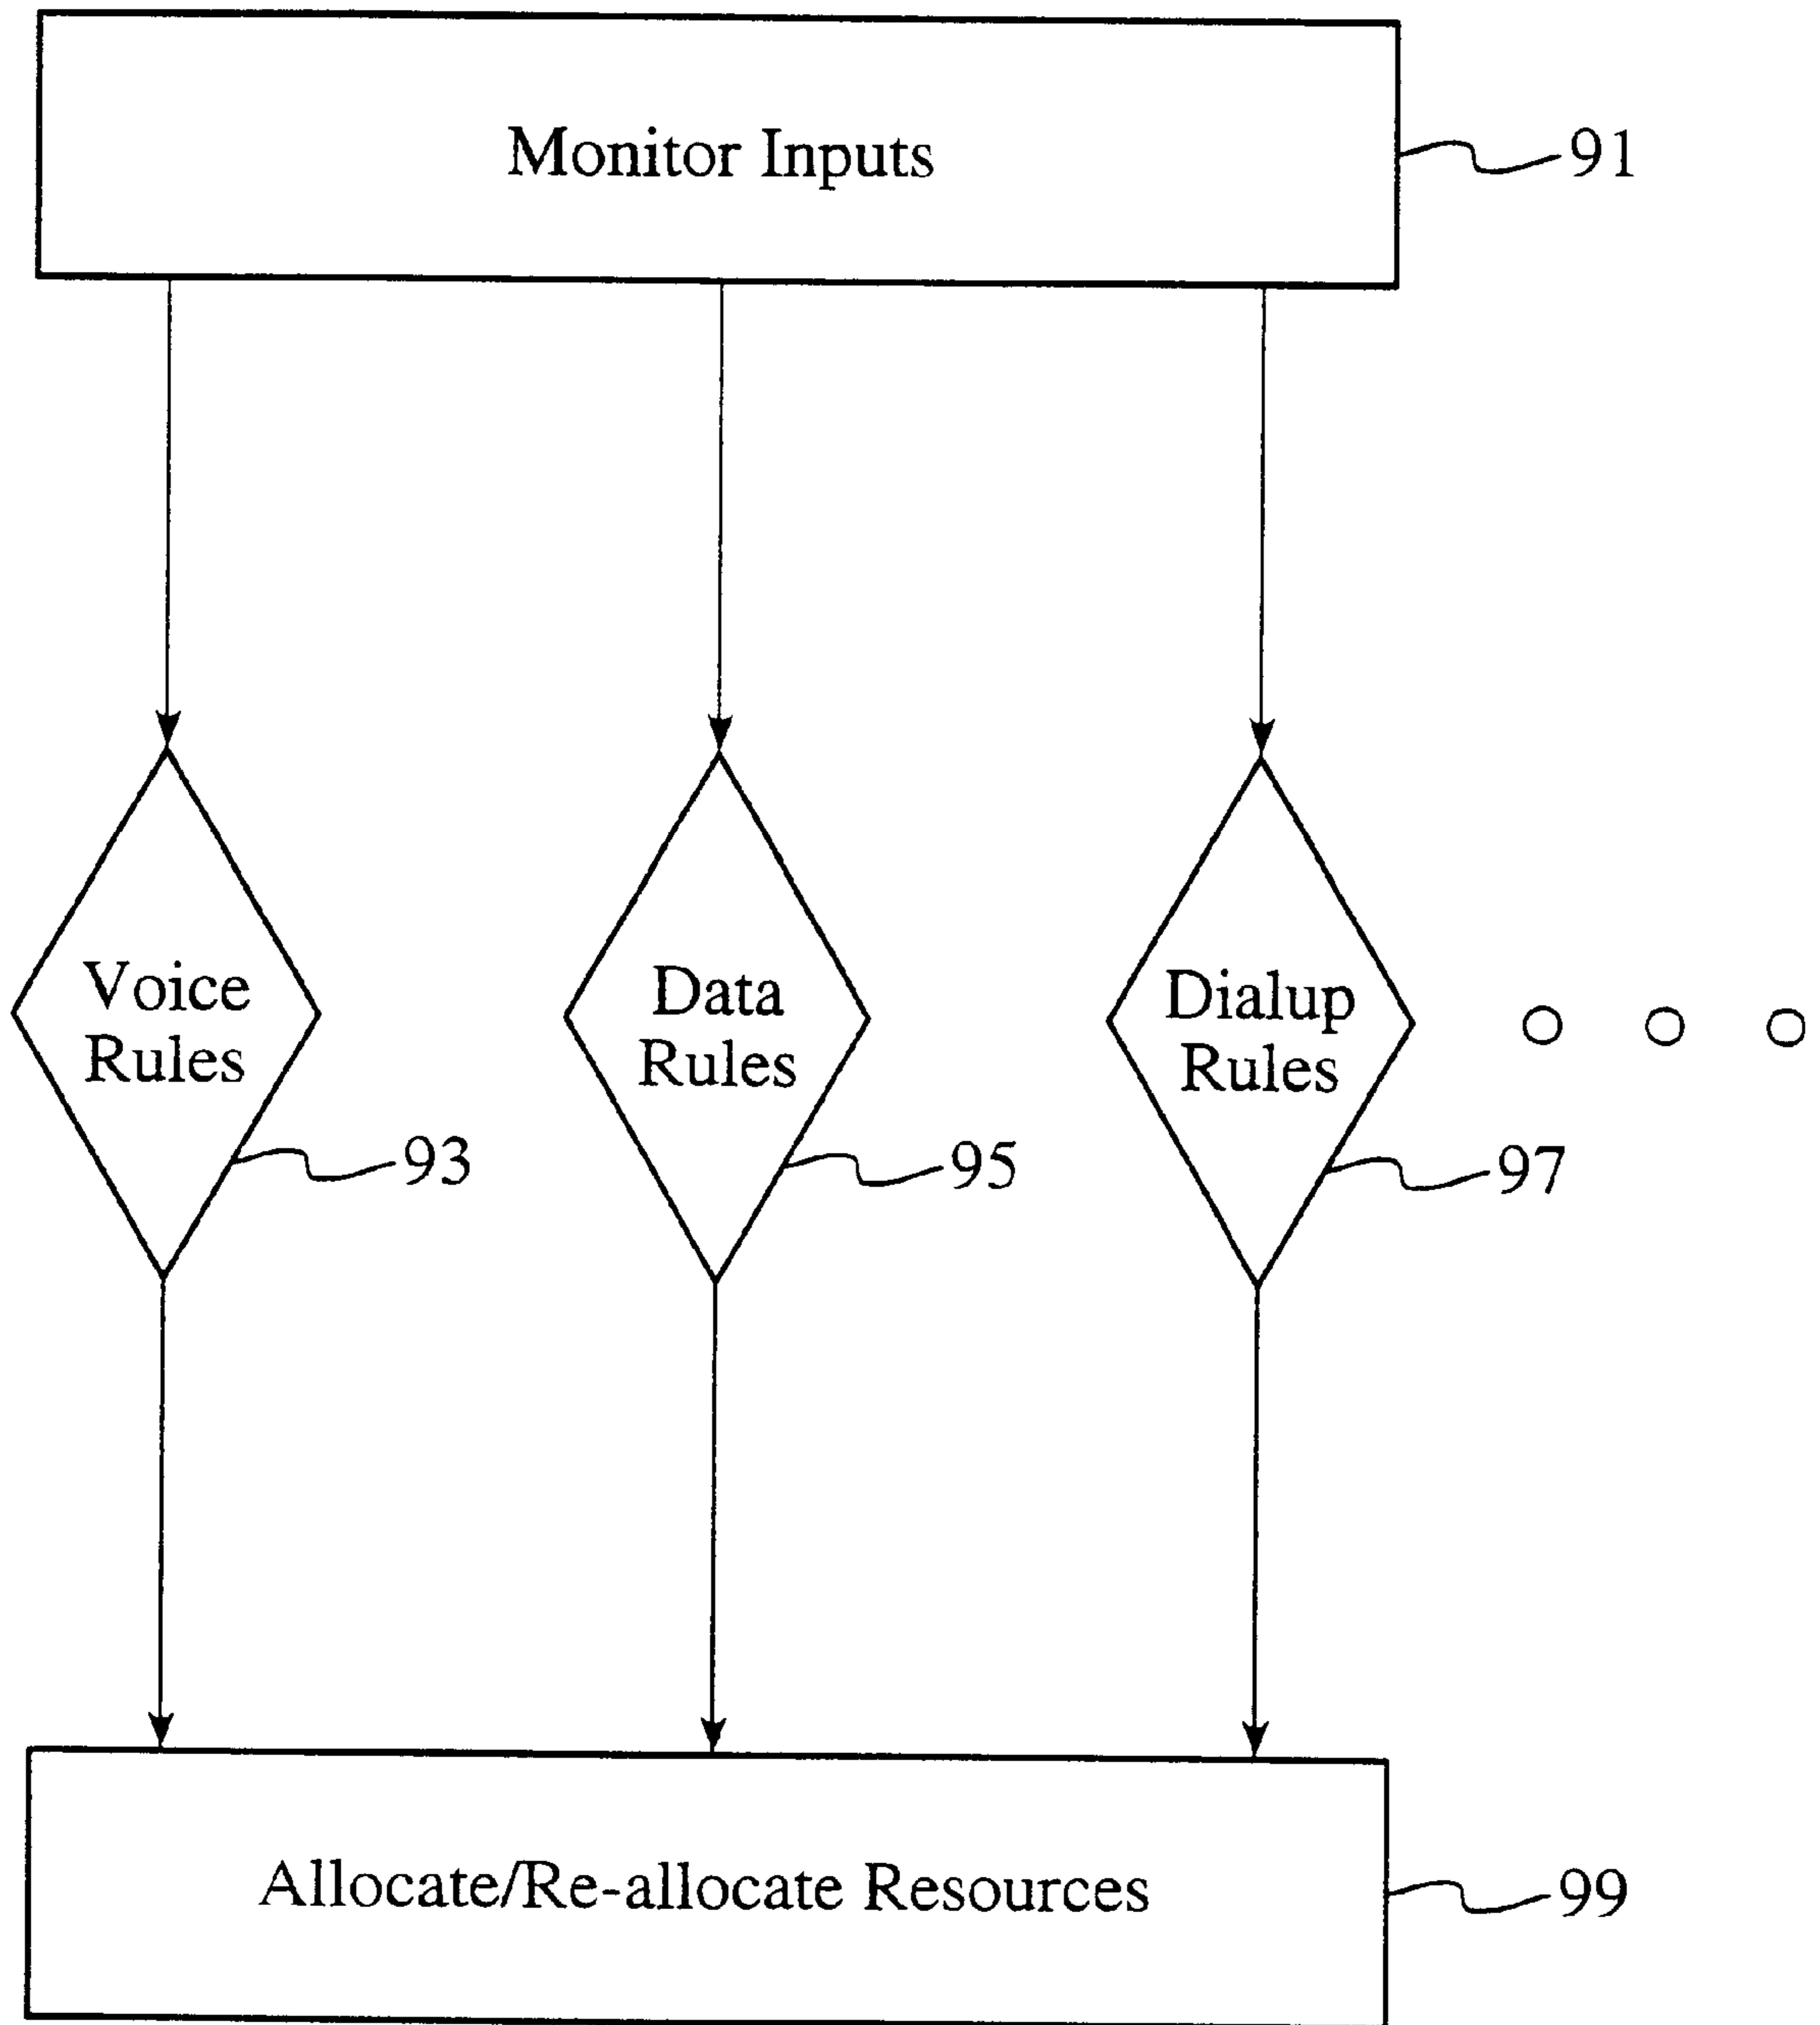 Monitor Inputs
91
Voice
Rules
Data
Rules
Dialup
Rules
93
95
97
Allocate/Re-allocate Resources
99